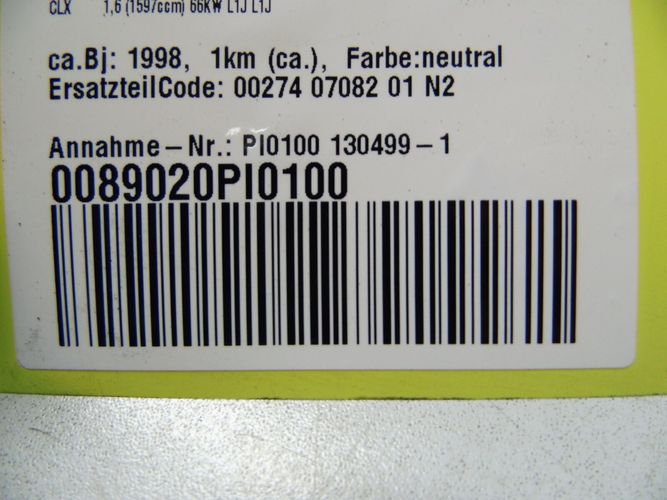 CLX 1,6 (1597ccm) 66KW L1J L1J
ca.Bj: 1998, 1km (ca.), Farbe:neutral
ErsatzteilCode: 00274 07082 01 N2
Annahme-Nr.: PI0100 130499-1
0089020PI0100